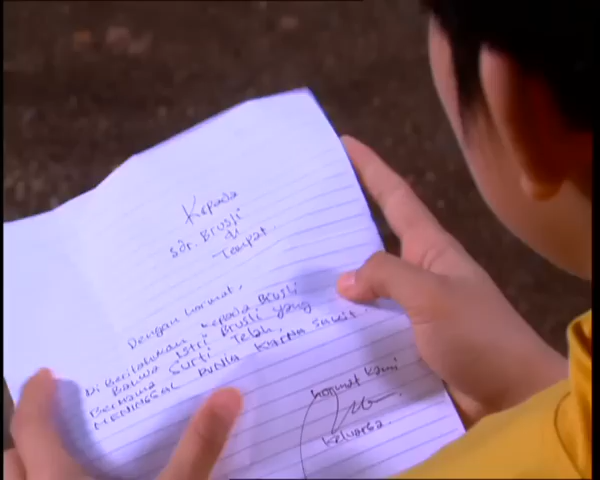 Kepada
sdr. Brusli
di
Tempat
Dengan hormat,
Di Beritahukan kepada Brusli
Bahwa istri Brusli yang
Bernama Surti Telah
MENINGGAL DUNIA Karna Sakit.
hormat kami
Keluarga.